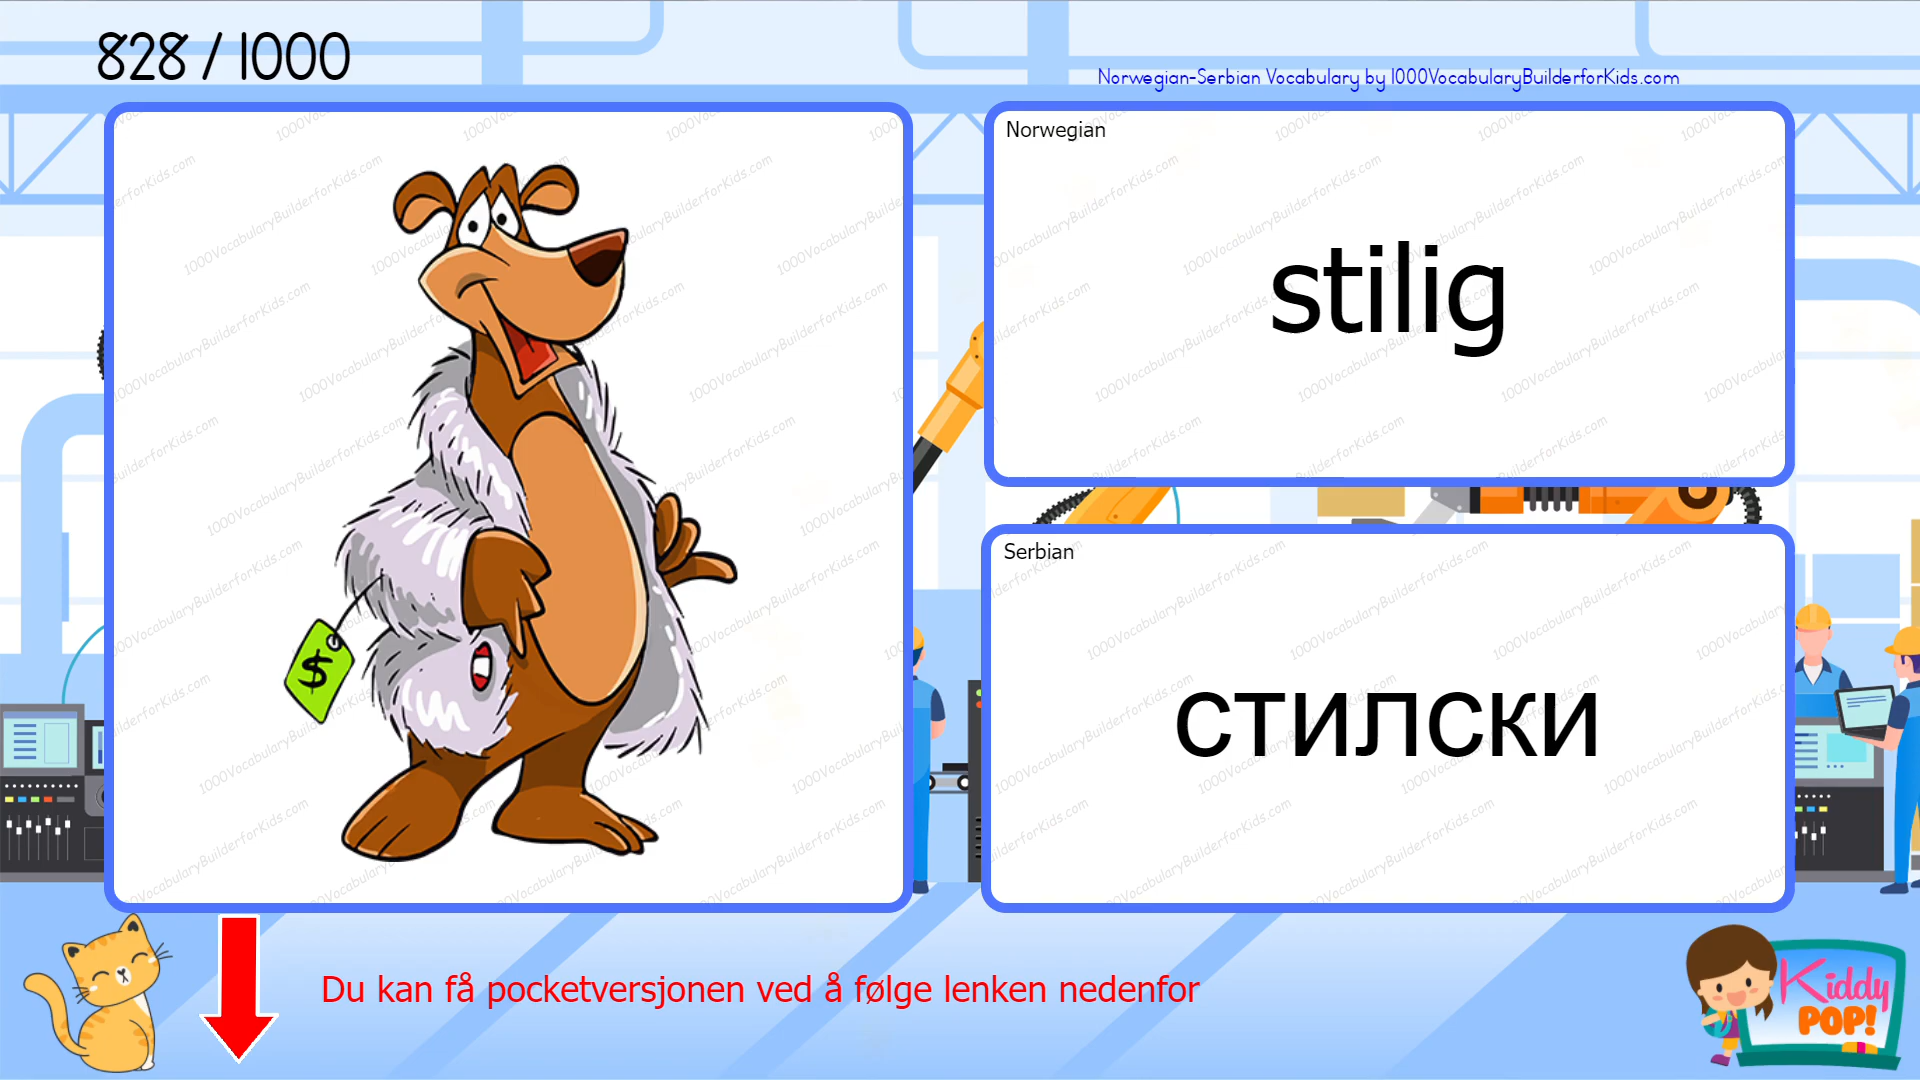 828 / 1000
Norwegian-Serbian Vocabulary by 1000VocabularyBuilderforKids.com
Norwegian
stilig
$
Serbian
стилски
Du kan få pocketversjonen ved å følge lenken nedenfor
Kiddy
POP!